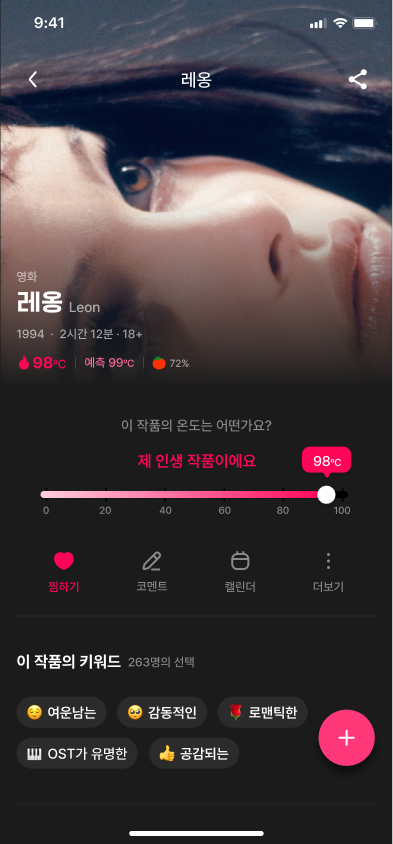 9:41
레옹
영화
레옹 Leon
1994 · 2시간 12분 · 18+
98℃ 예측 99℃ 72%
이 작품의 온도는 어떤가요?
제 인생 작품이에요 98℃
0 20 40 60 80 100
찜하기 코멘트 캘린더 더보기
이 작품의 키워드 263명의 선택
😌 여운남는 🥺 감동적인 🌹 로맨틱한
🎹 OST가 유명한 👍 공감되는